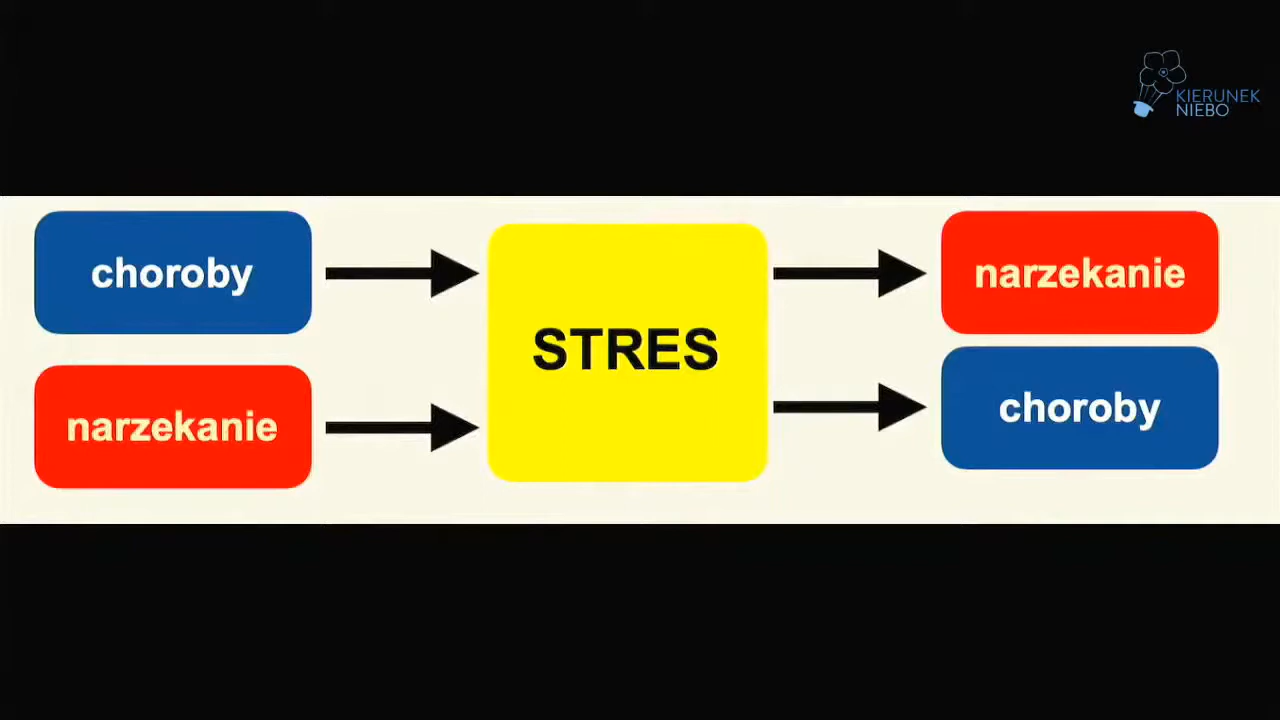 KIERUNEK
NIEBO
choroby
narzekanie
STRES
narzekanie
choroby